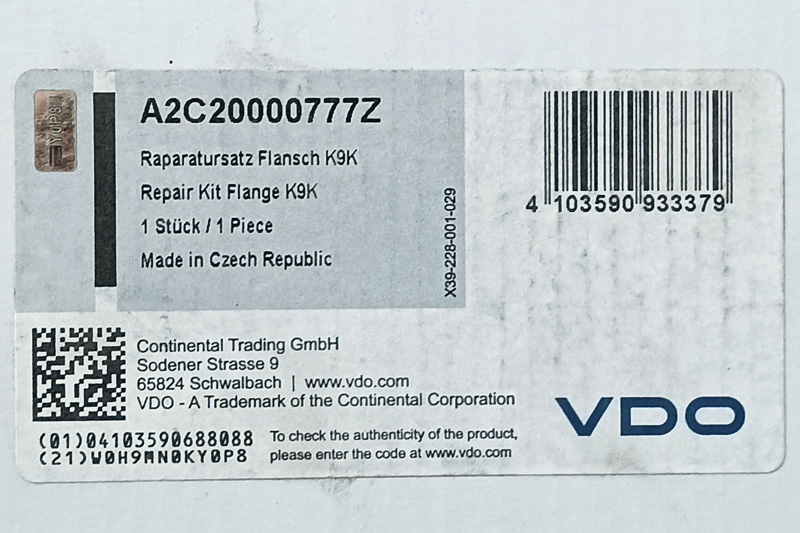 A2C20000777Z
Raparatursatz Flansch K9K
Repair Kit Flange K9K
1 Stück / 1 Piece
Made in Czech Republic
X39-228-001-029
4 103590 933379
Continental Trading GmbH
Sodener Strasse 9
65824 Schwalbach | www.vdo.com
VDO - A Trademark of the Continental Corporation
(01)04103590688088
(21)W0H9MN0KY0P8
To check the authenticity of the product,
please enter the code at www.vdo.com
VDO